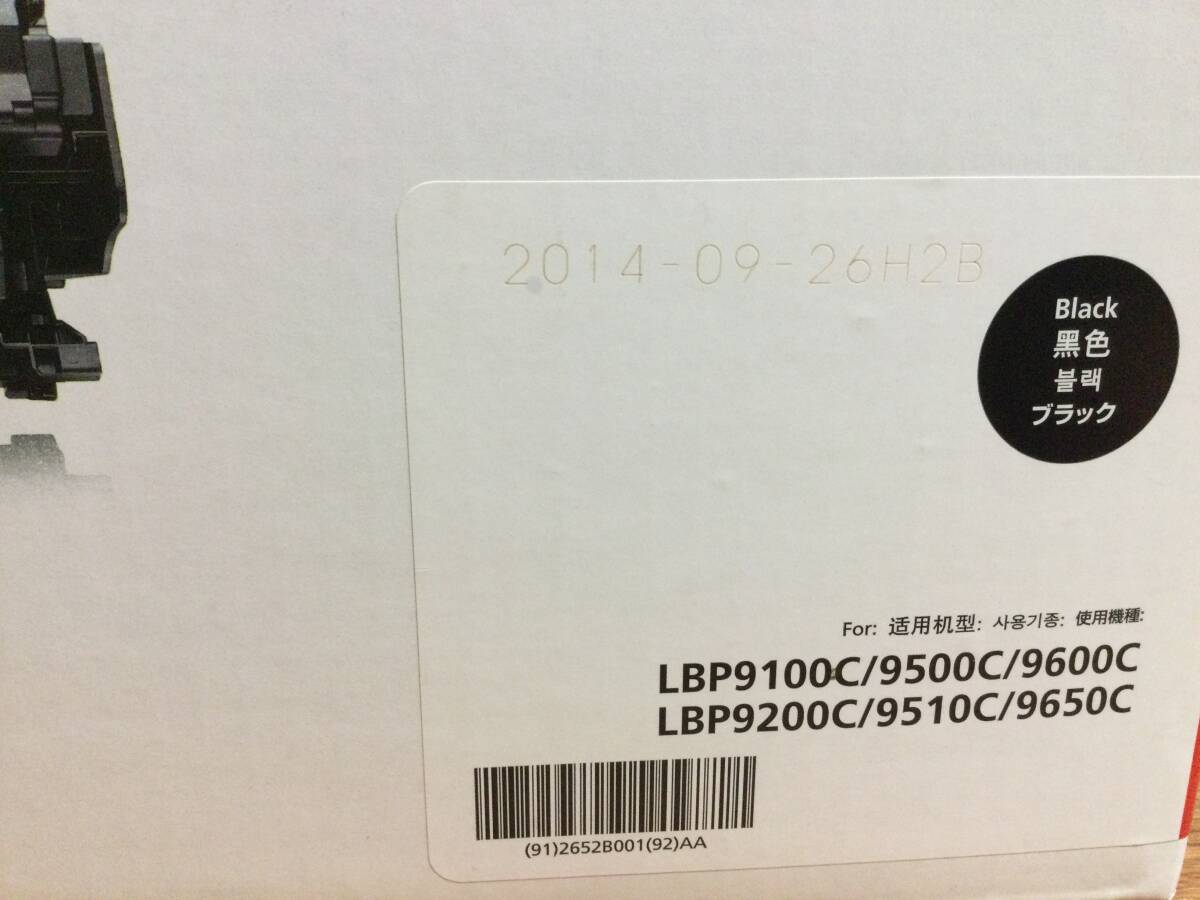 2014-09-26H2B
Black
黑色
블랙
ブラック
For: 适用机型: 사용기종: 使用機種:
LBP9100C/9500C/9600C
LBP9200C/9510C/9650C
(91)2652B001(92)AA